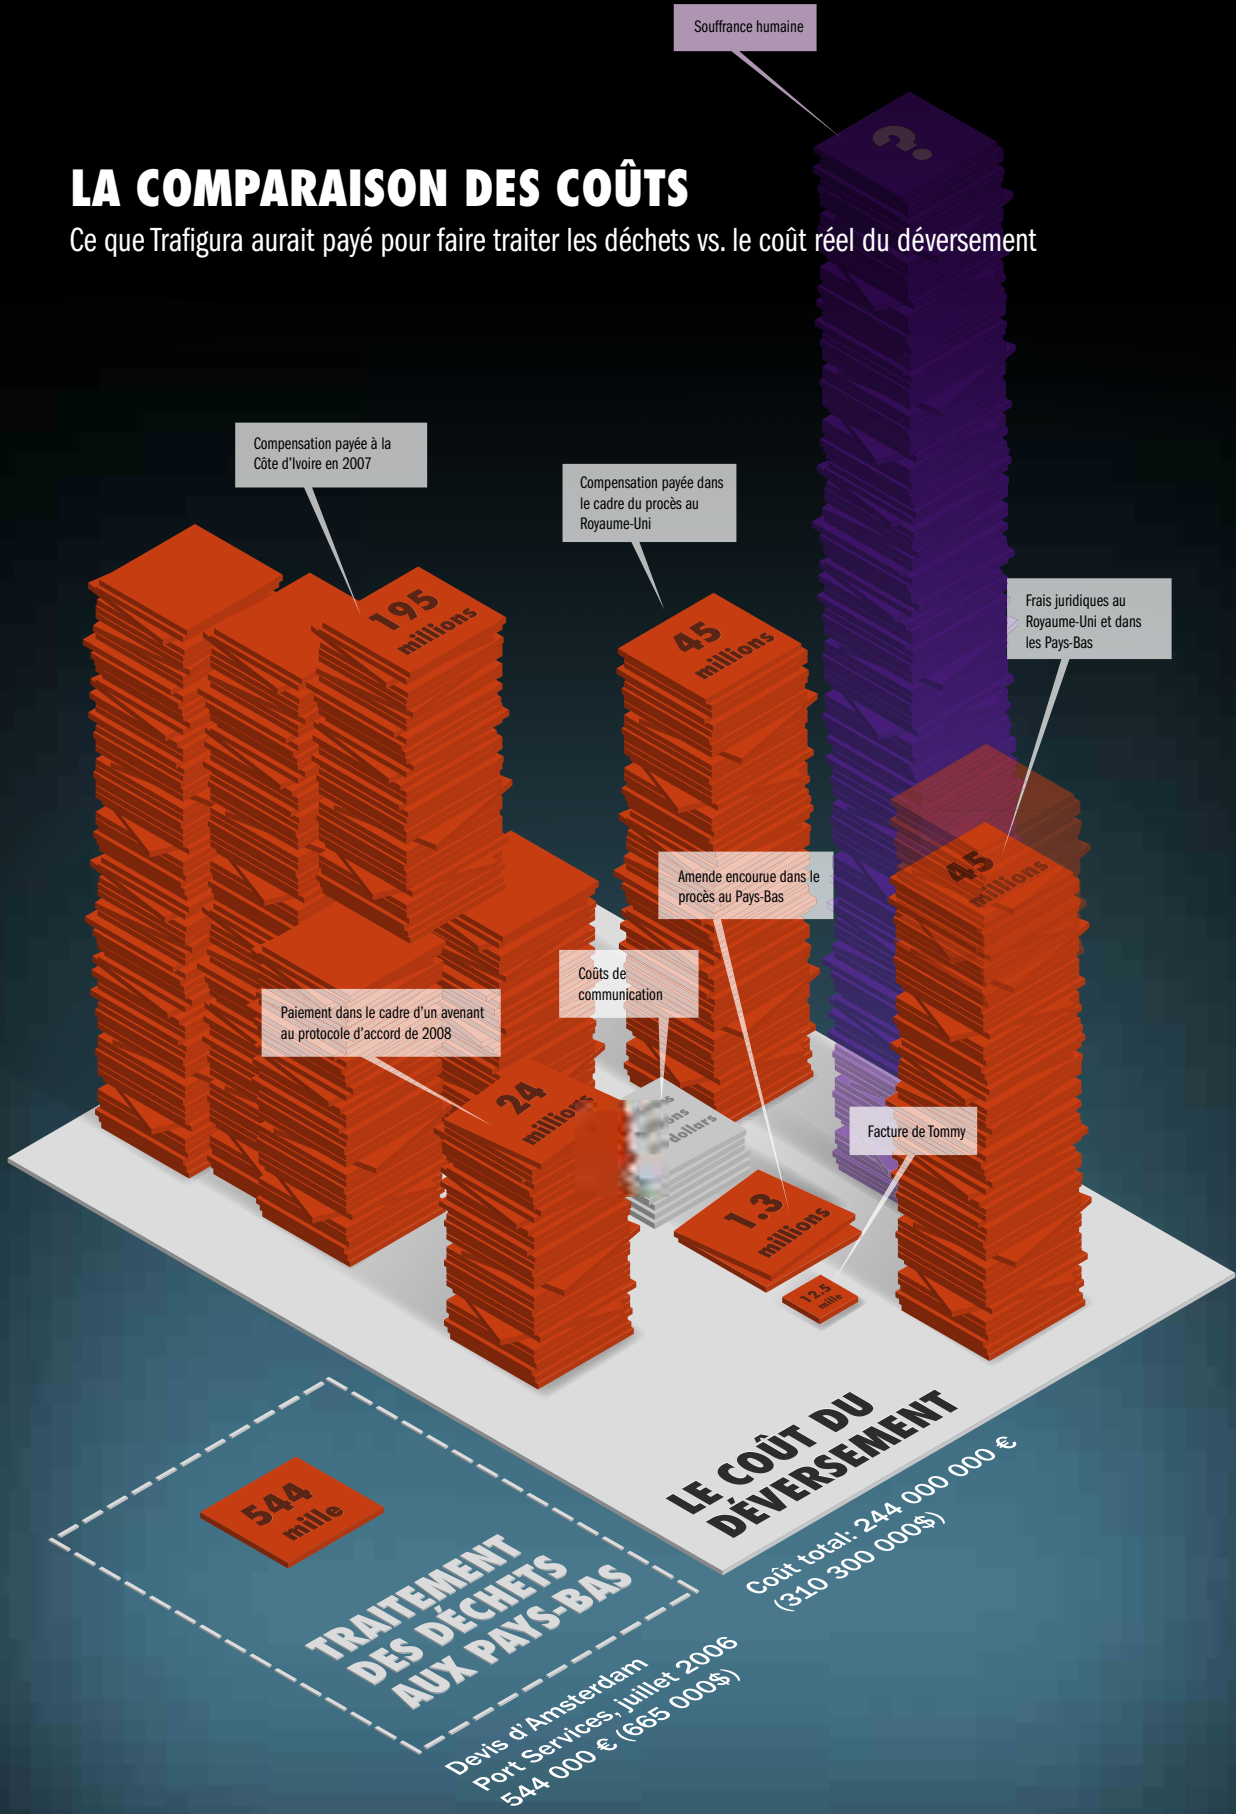 Souffrance humaine
?
LA COMPARAISON DES COÛTS
Ce que Trafigura aurait payé pour faire traiter les déchets vs. le coût réel du déversement
Compensation payée à la
Côte d'Ivoire en 2007
195
millions
Compensation payée dans
le cadre du procès au
Royaume-Uni
45
millions
Frais juridiques au
Royaume-Uni et dans
les Pays-Bas
45
millions
Amende encourue dans le
procès au Pays-Bas
1.3
millions
Coûts de
communication
dollars
Paiement dans le cadre d'un avenant
au protocole d'accord de 2008
24
millions
Facture de Tommy
12.5
mille
LE COÛT DU
DÉVERSEMENT
Coût total: 244 000 000 €
(310 300 000$)
544
mille
TRAITEMENT
DES DÉCHETS
AUX PAYS-BAS
Devis d'Amsterdam
Port Services, juillet 2006
544 000 € (665 000$)